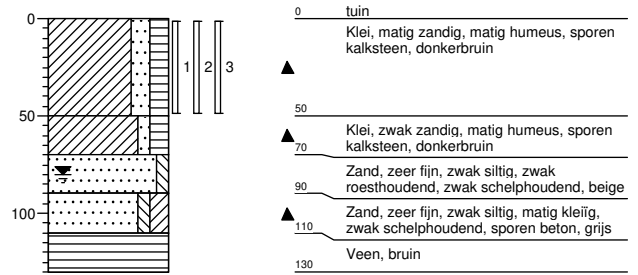 0
50
100
1 2 3
0 tuin
Klei, matig zandig, matig humeus, sporen
kalksteen, donkerbruin
50
Klei, zwak zandig, matig humeus, sporen
kalksteen, donkerbruin
70
Zand, zeer fijn, zwak siltig, zwak
roesthoudend, zwak schelphoudend, beige
90
Zand, zeer fijn, zwak siltig, matig kleiïg,
zwak schelphoudend, sporen beton, grijs
110
Veen, bruin
130